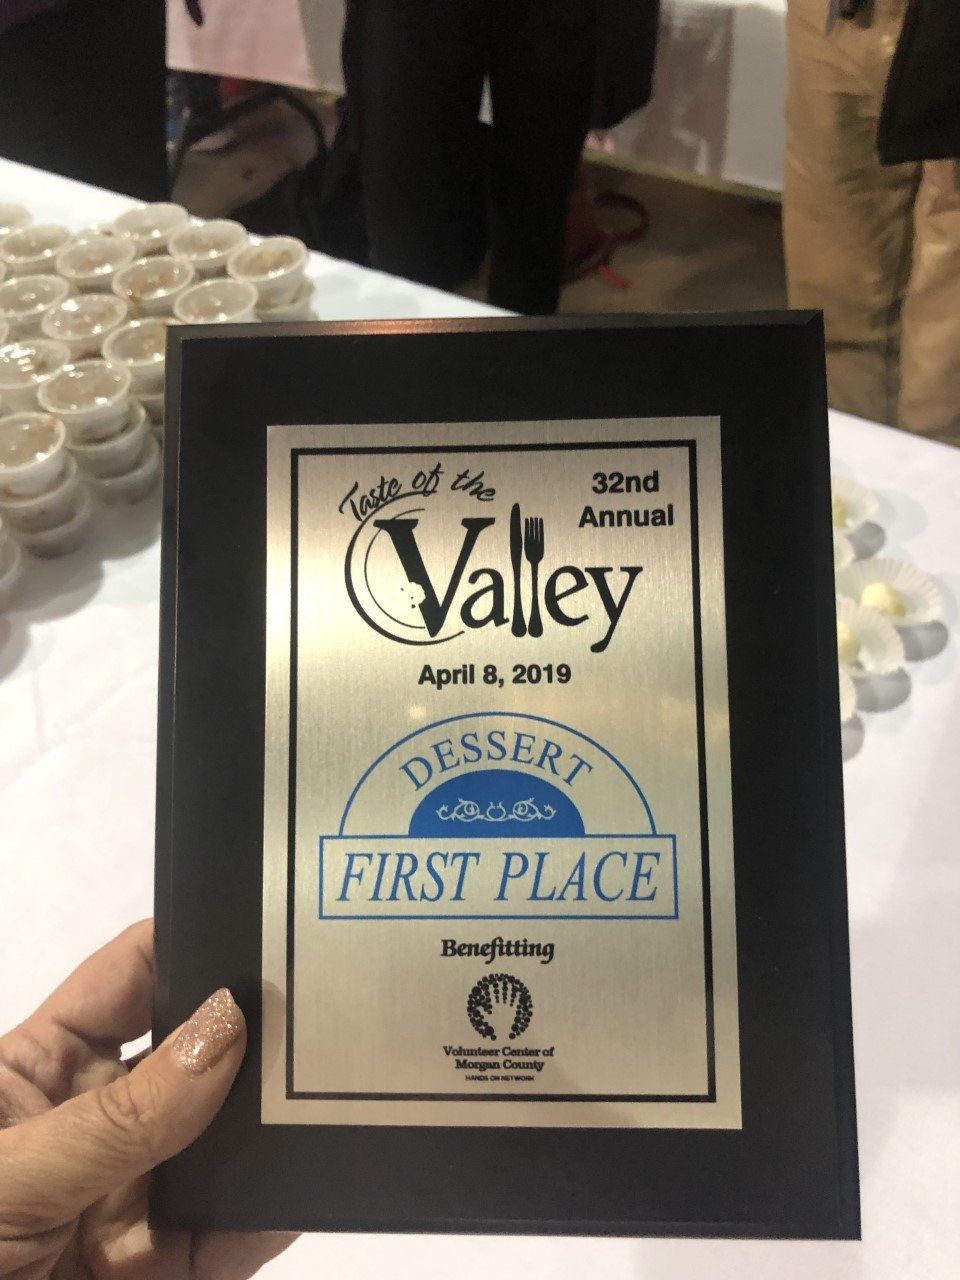 Taste of the
Valley
32nd
Annual
April 8, 2019
DESSERT
FIRST PLACE
Benefitting
Volunteer Center of
Morgan County
HANDS ON NETWORK